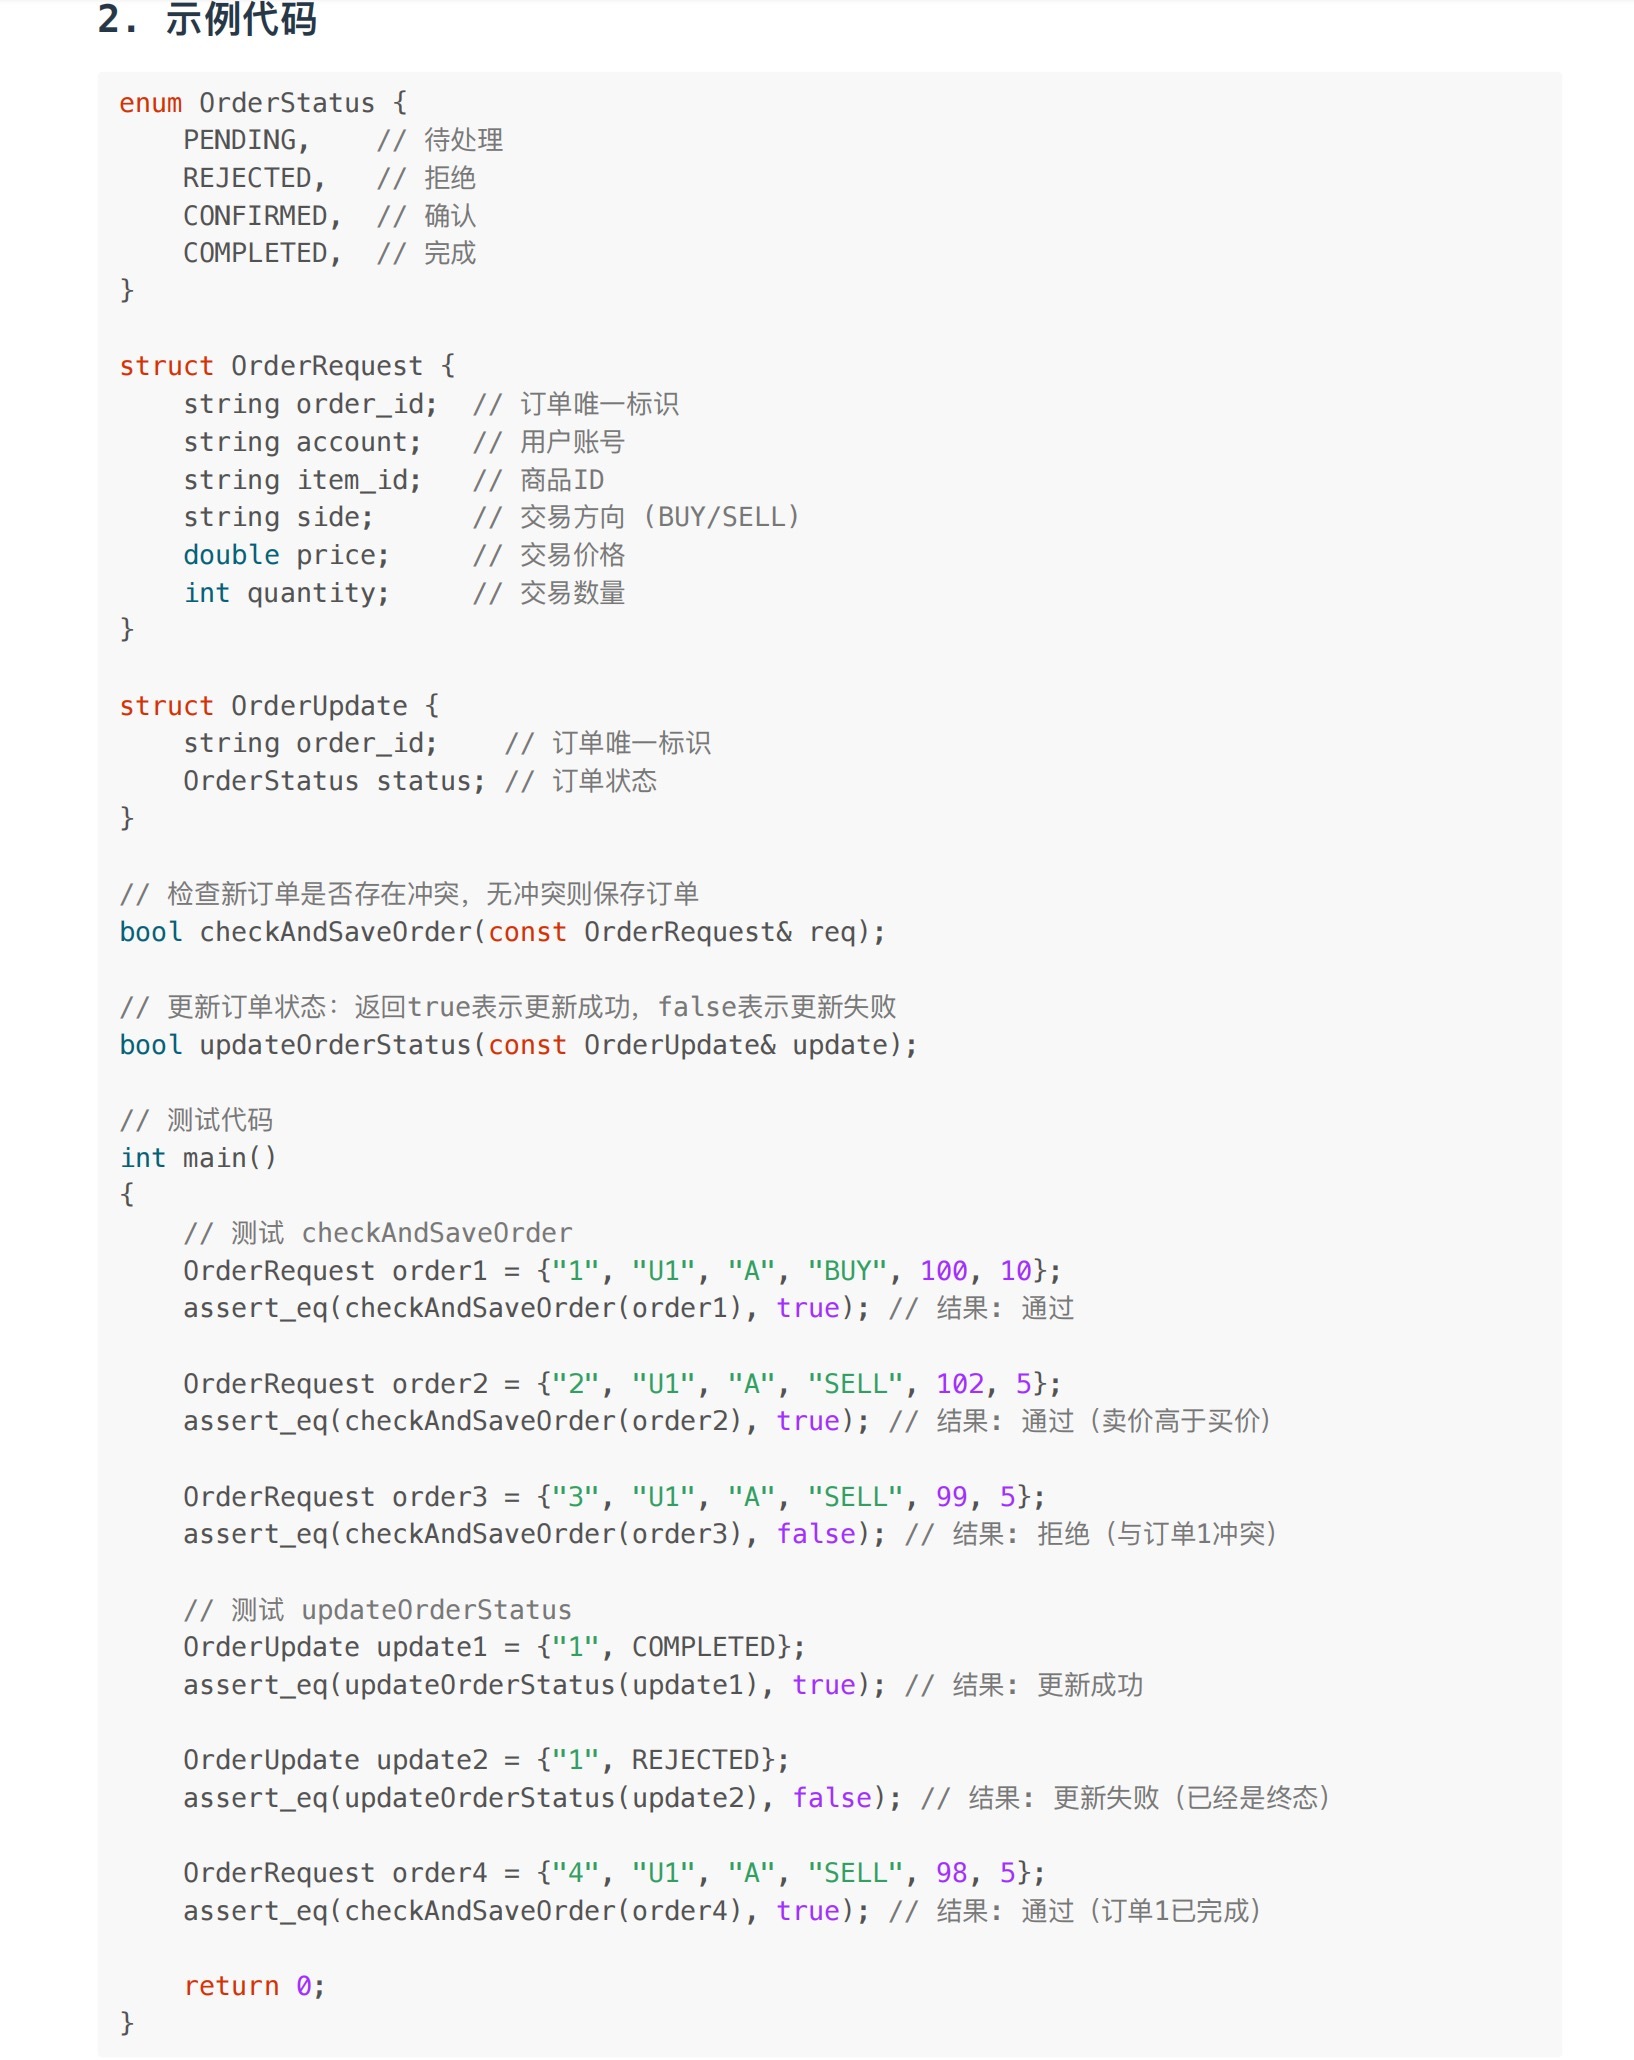 2. 示例代码
enum OrderStatus {
    PENDING,    // 待处理
    REJECTED,   // 拒绝
    CONFIRMED,  // 确认
    COMPLETED,  // 完成
}
struct OrderRequest {
    string order_id;  // 订单唯一标识
    string account;   // 用户账号
    string item_id;   // 商品ID
    string side;      // 交易方向 (BUY/SELL)
    double price;     // 交易价格
    int quantity;     // 交易数量
}
struct OrderUpdate {
    string order_id;    // 订单唯一标识
    OrderStatus status; // 订单状态
}
// 检查新订单是否存在冲突，无冲突则保存订单
bool checkAndSaveOrder(const OrderRequest& req);
// 更新订单状态：返回true表示更新成功，false表示更新失败
bool updateOrderStatus(const OrderUpdate& update);
// 测试代码
int main()
{
    // 测试 checkAndSaveOrder
    OrderRequest order1 = {"1", "U1", "A", "BUY", 100, 10};
    assert_eq(checkAndSaveOrder(order1), true); // 结果: 通过
    OrderRequest order2 = {"2", "U1", "A", "SELL", 102, 5};
    assert_eq(checkAndSaveOrder(order2), true); // 结果: 通过（卖价高于买价）
    OrderRequest order3 = {"3", "U1", "A", "SELL", 99, 5};
    assert_eq(checkAndSaveOrder(order3), false); // 结果: 拒绝（与订单1冲突）
    // 测试 updateOrderStatus
    OrderUpdate update1 = {"1", COMPLETED};
    assert_eq(updateOrderStatus(update1), true); // 结果: 更新成功
    OrderUpdate update2 = {"1", REJECTED};
    assert_eq(updateOrderStatus(update2), false); // 结果: 更新失败（已经是终态）
    OrderRequest order4 = {"4", "U1", "A", "SELL", 98, 5};
    assert_eq(checkAndSaveOrder(order4), true); // 结果: 通过（订单1已完成）
    return 0;
}